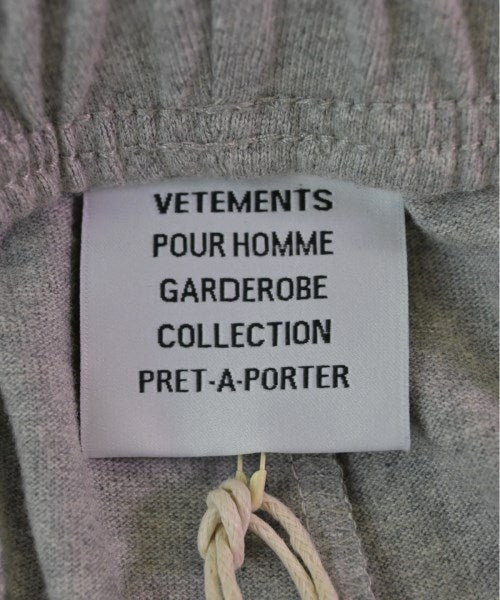 VETEMENTS
POUR HOMME
GARDEROBE
COLLECTION
PRET-A-PORTER